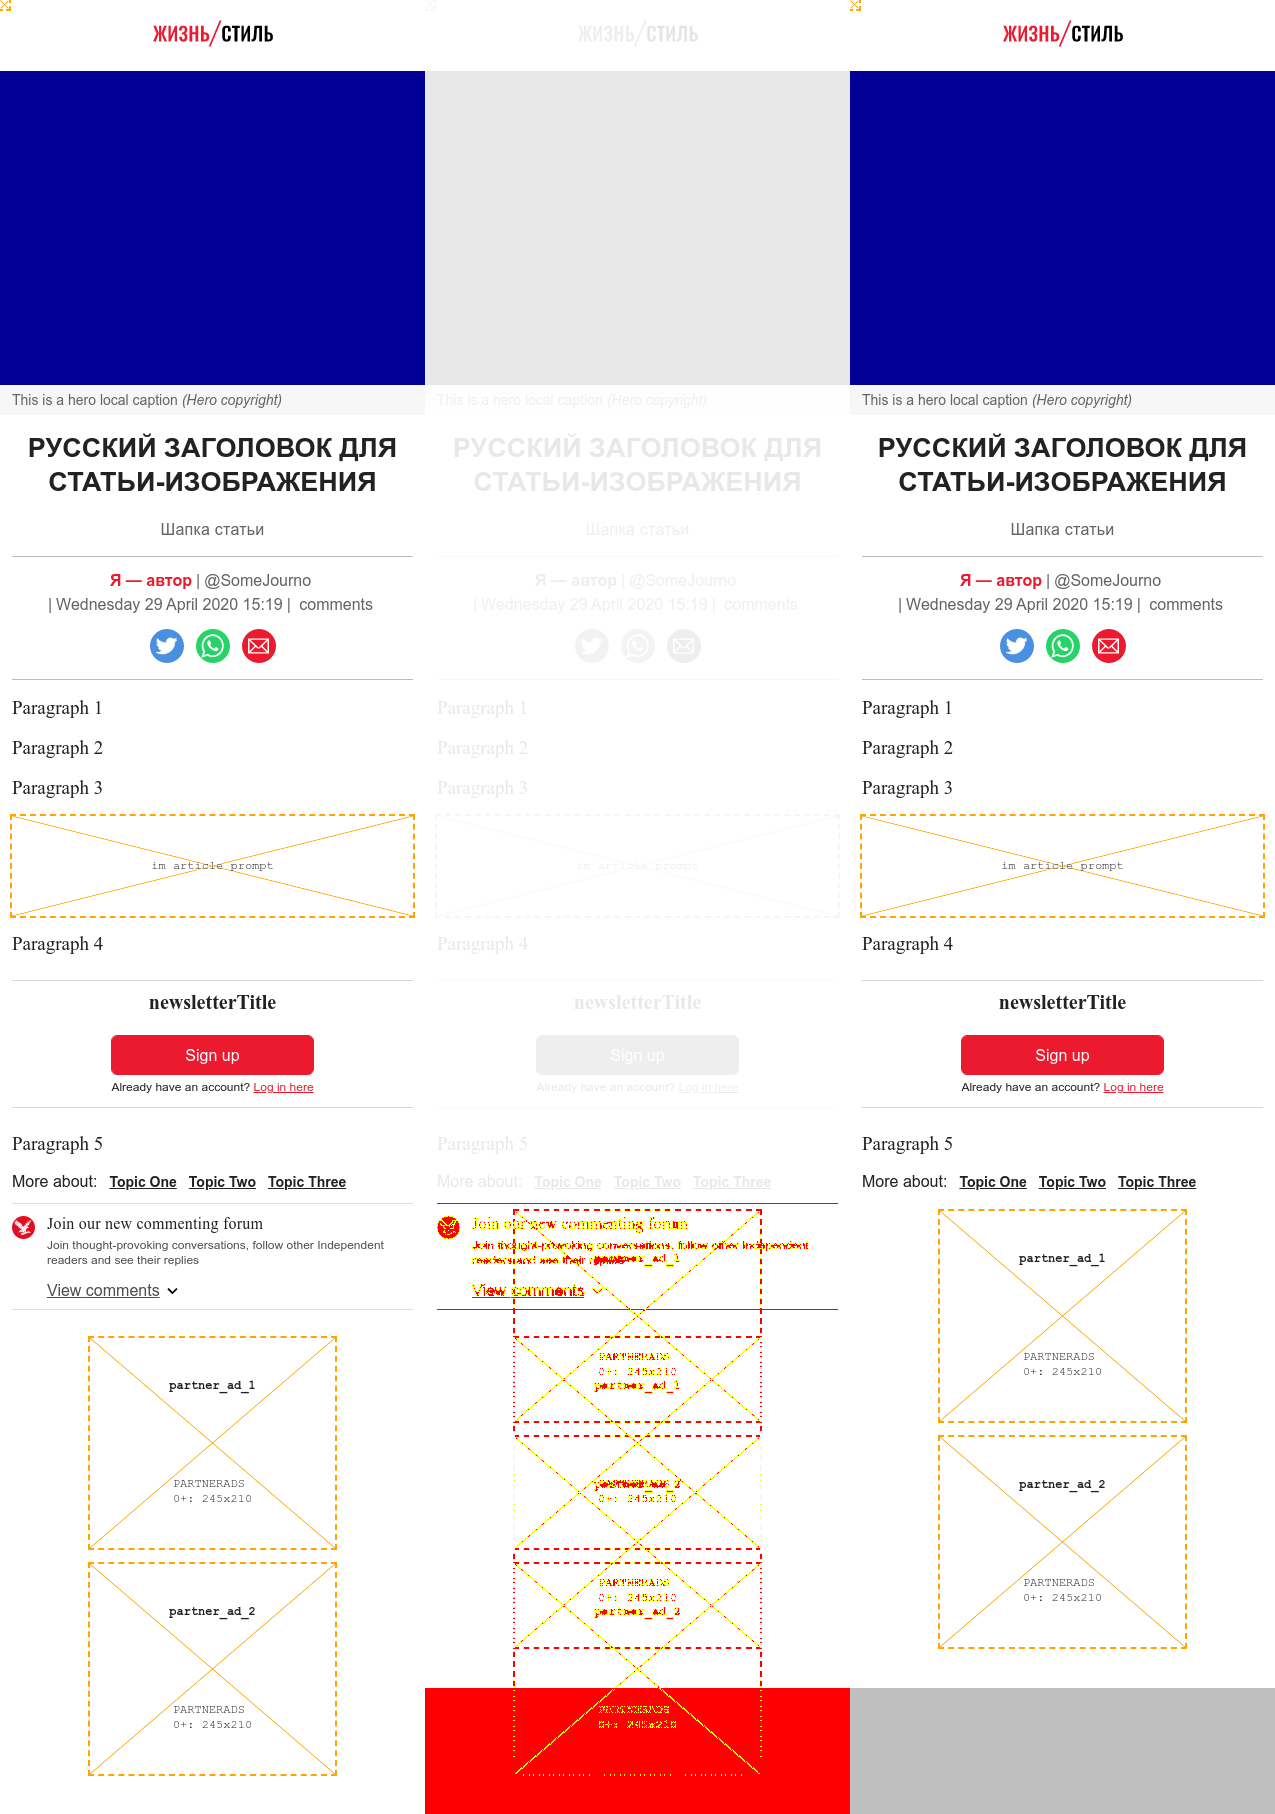 ЖИЗНЬ/СТИЛЬ
This is a hero local caption (Hero copyright)
РУССКИЙ ЗАГОЛОВОК ДЛЯ
СТАТЬИ-ИЗОБРАЖЕНИЯ
Шапка статьи
Я — автор | @SomeJourno
| Wednesday 29 April 2020 15:19 | comments
Paragraph 1
Paragraph 2
Paragraph 3
im article prompt
Paragraph 4
newsletterTitle
Sign up
Already have an account? Log in here
Paragraph 5
More about: Topic One Topic Two Topic Three
Join our new commenting forum
Join thought-provoking conversations, follow other Independent
readers and see their replies
View comments
partner_ad_1
PARTNERADS
0+: 245x210
partner_ad_2
PARTNERADS
0+: 245x210
ЖИЗНЬ/СТИЛЬ
This is a hero local caption (Hero copyright)
РУССКИЙ ЗАГОЛОВОК ДЛЯ
СТАТЬИ-ИЗОБРАЖЕНИЯ
Шапка статьи
Я — автор | @SomeJourno
| Wednesday 29 April 2020 15:19 | comments
Paragraph 1
Paragraph 2
Paragraph 3
im article prompt
Paragraph 4
newsletterTitle
Sign up
Already have an account? Log in here
Paragraph 5
More about: Topic One Topic Two Topic Three
Join our new commenting forum
Join thought-provoking conversations, follow other Independent
View comments
partner_ad_1
PARTNERADS
0+: 245x210
partner_ad_1
0+: 245x210
PARTNERADS
0+: 245x210
partner_ad_2
ЖИЗНЬ/СТИЛЬ
This is a hero local caption (Hero copyright)
РУССКИЙ ЗАГОЛОВОК ДЛЯ
СТАТЬИ-ИЗОБРАЖЕНИЯ
Шапка статьи
Я — автор | @SomeJourno
| Wednesday 29 April 2020 15:19 | comments
Paragraph 1
Paragraph 2
Paragraph 3
im article prompt
Paragraph 4
newsletterTitle
Sign up
Already have an account? Log in here
Paragraph 5
More about: Topic One Topic Two Topic Three
partner_ad_1
PARTNERADS
0+: 245x210
partner_ad_2
PARTNERADS
0+: 245x210